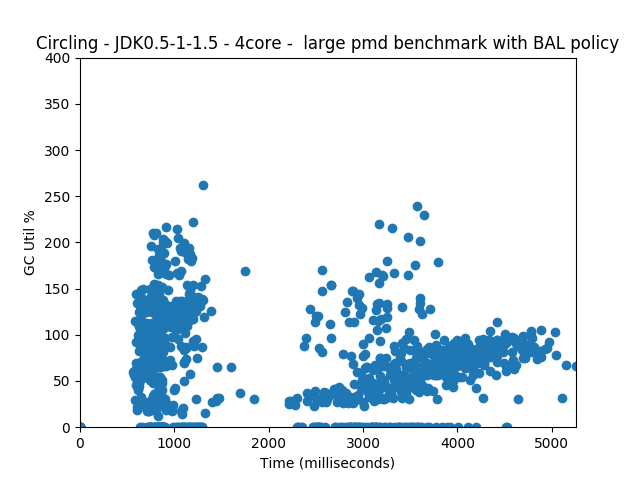 Circling - JDK0.5-1-1.5 - 4core -  large pmd benchmark with BAL policy
400
350
300
250
200
150
100
50
0
GC Util %
0 1000 2000 3000 4000 5000
Time (milliseconds)